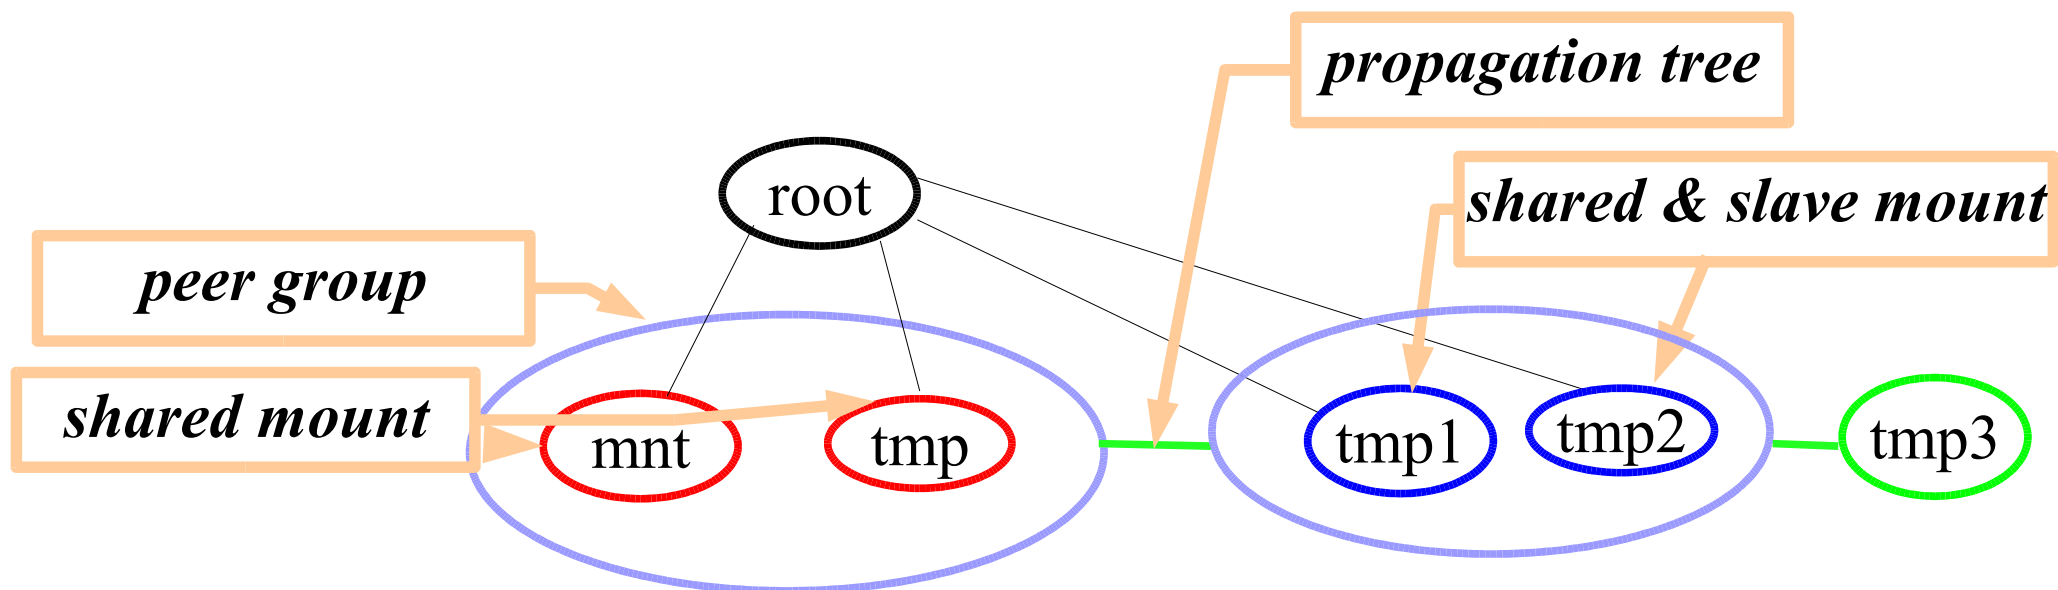 propagation tree
root
shared & slave mount
peer group
shared mount
mnt
tmp
tmp1
tmp2
tmp3